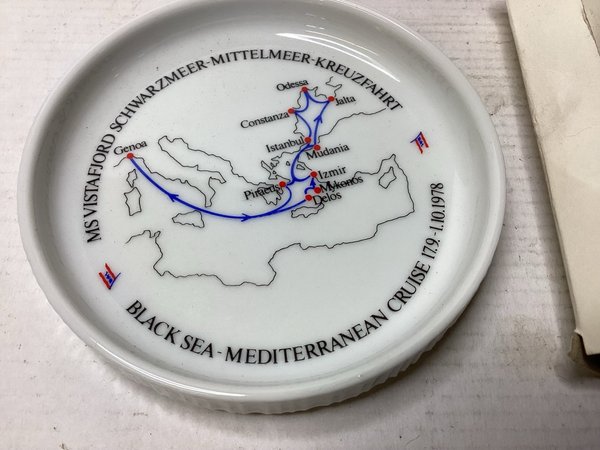 MS VISTAFJORD SCHWARZMEER-MITTELMEER-KREUZFAHRT
Odessa
Jalta
Constanza
Istanbul
Mudania
Genoa
Izmir
Piraeus
Mykonos
Delos
BLACK SEA - MEDITERRANEAN CRUISE 17.9.-1.10.1978